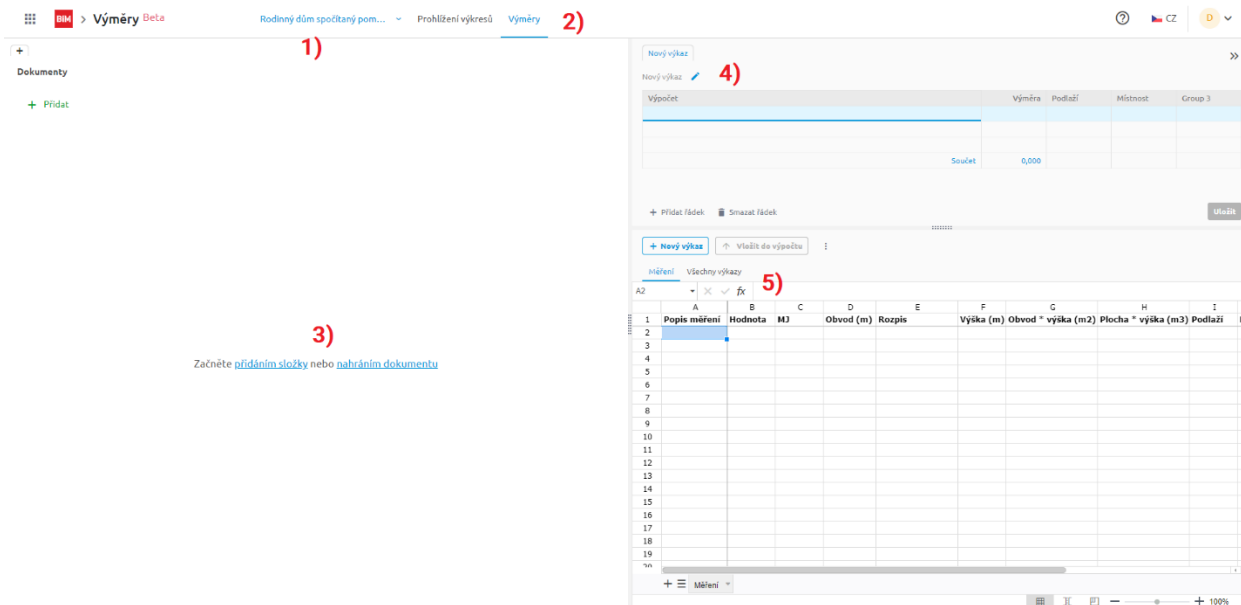 BIM > Výměry Beta
Rodinný dům spočítaný pom...
Prohlížení výkresů
Výměry
2)
CZ
D
1)
+
Dokumenty
+ Přidat
3)
Začněte přidáním složky nebo nahráním dokumentu
Nový výkaz
Nový výkaz
4)
Výpočet Výměra Podlaží Místnost Group 3
Součet 0,000
+ Přidat řádek Smazat řádek Uložit
+ Nový výkaz Vložit do výpočtu
Měření Všechny výkazy
5)
A2 fx
A B C D E F G H I
1 Popis měření Hodnota MJ Obvod (m) Rozpis Výška (m) Obvod * výška (m2) Plocha * výška (m3) Podlaží
2
3
4
5
6
7
8
9
10
11
12
13
14
15
16
17
18
19
20
+ Měření
100%